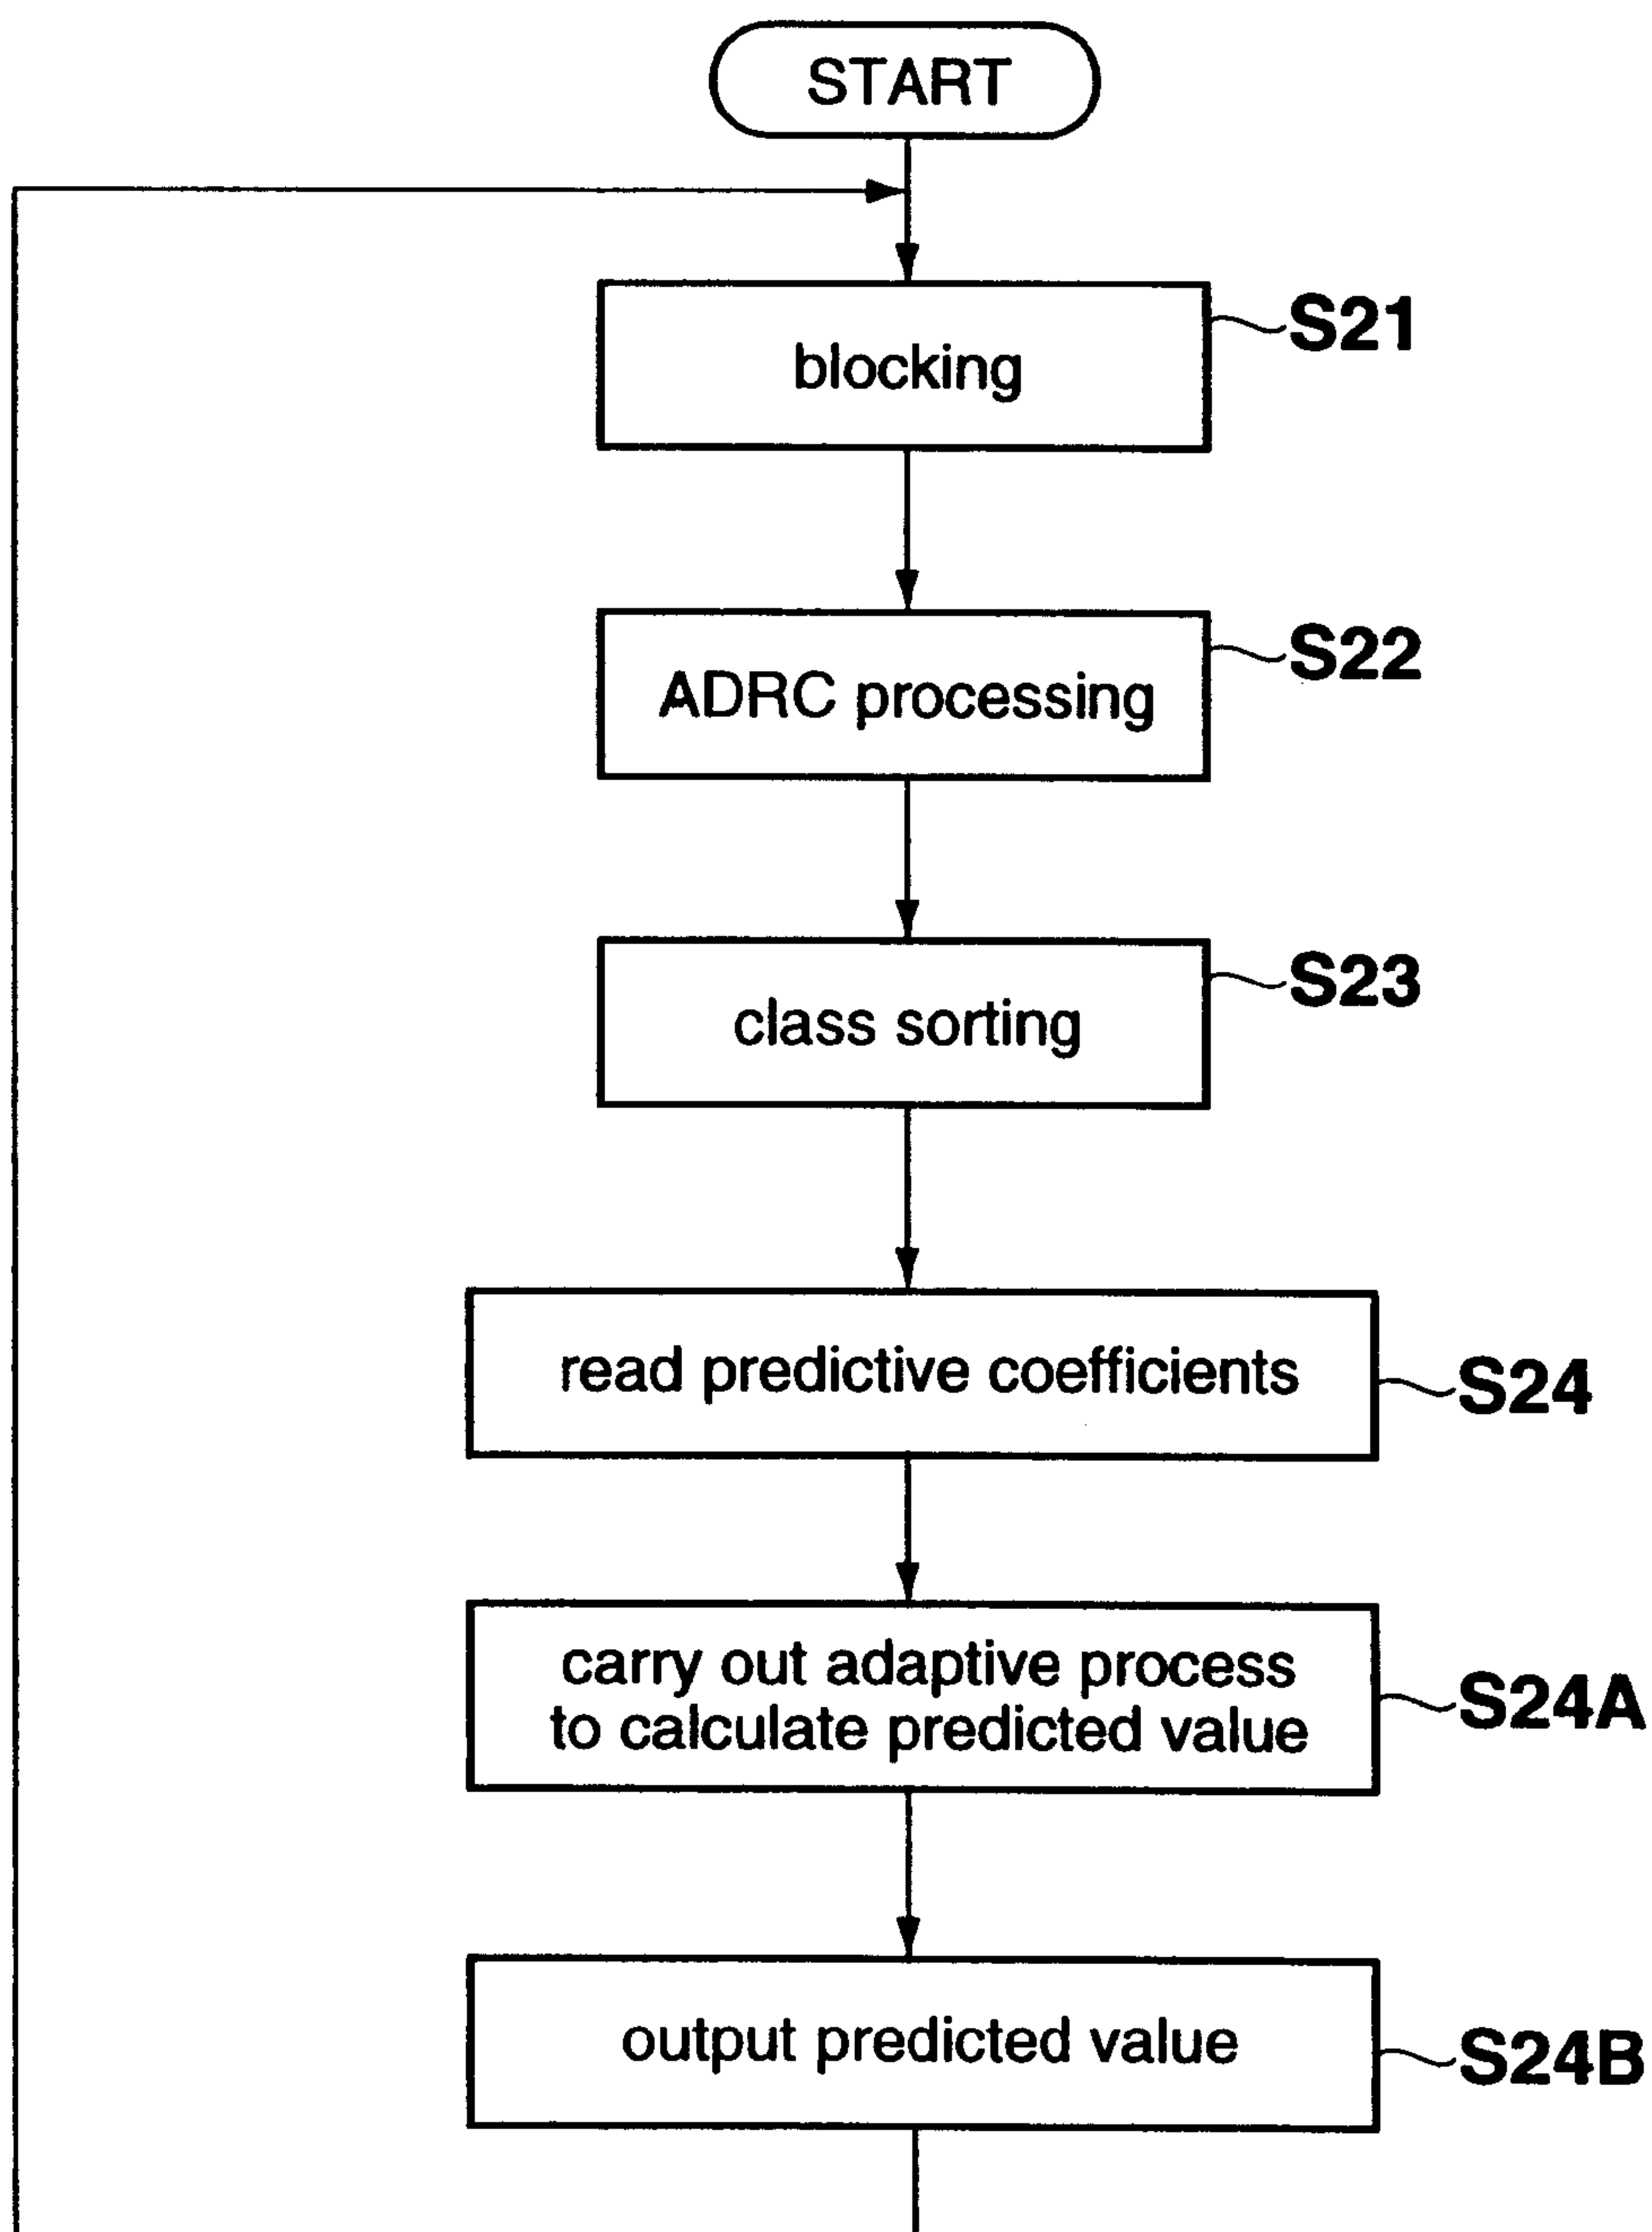 START
blocking
S21
ADRC processing
S22
class sorting
S23
read predictive coefficients
S24
carry out adaptive process
to calculate predicted value
S24A
output predicted value
S24B